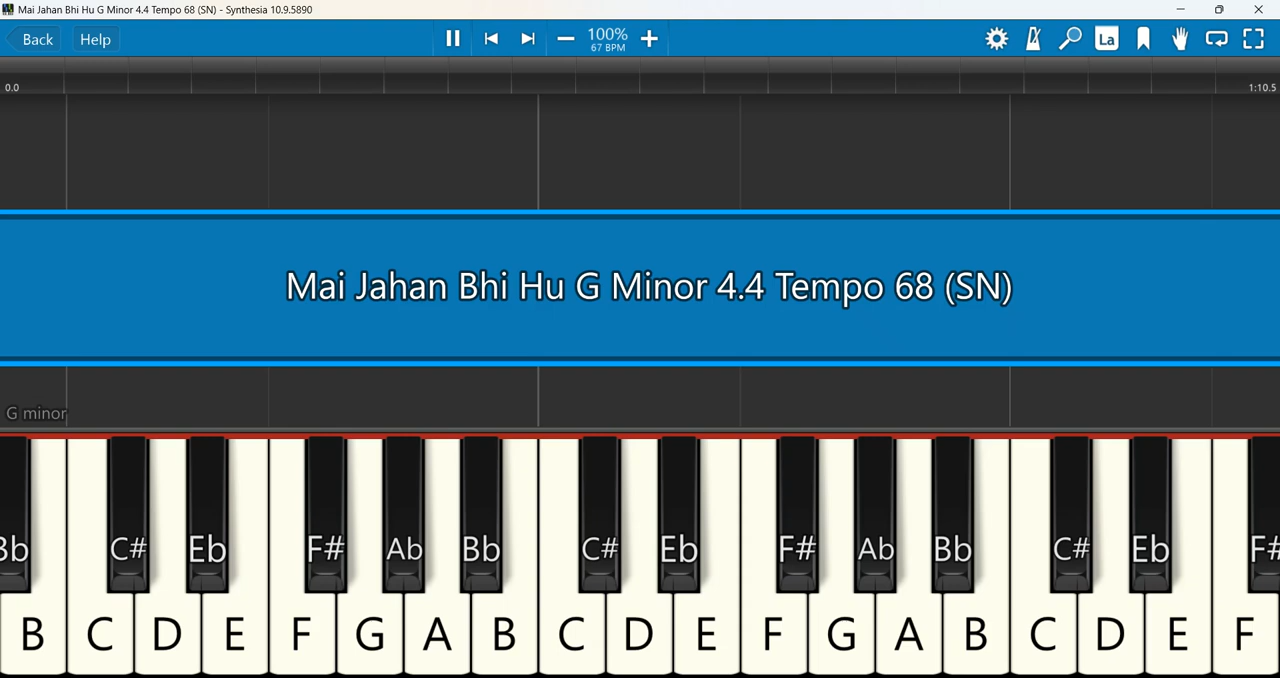 Mai Jahan Bhi Hu G Minor 4.4 Tempo 68 (SN) - Synthesia 10.9.5890
Back Help 100% La
67 BPM
0.0 1:10.5
Mai Jahan Bhi Hu G Minor 4.4 Tempo 68 (SN)
G minor
Bb C# Eb F# Ab Bb C# Eb F# Ab Bb C# Eb F#
B C D E F G A B C D E F G A B C D E F